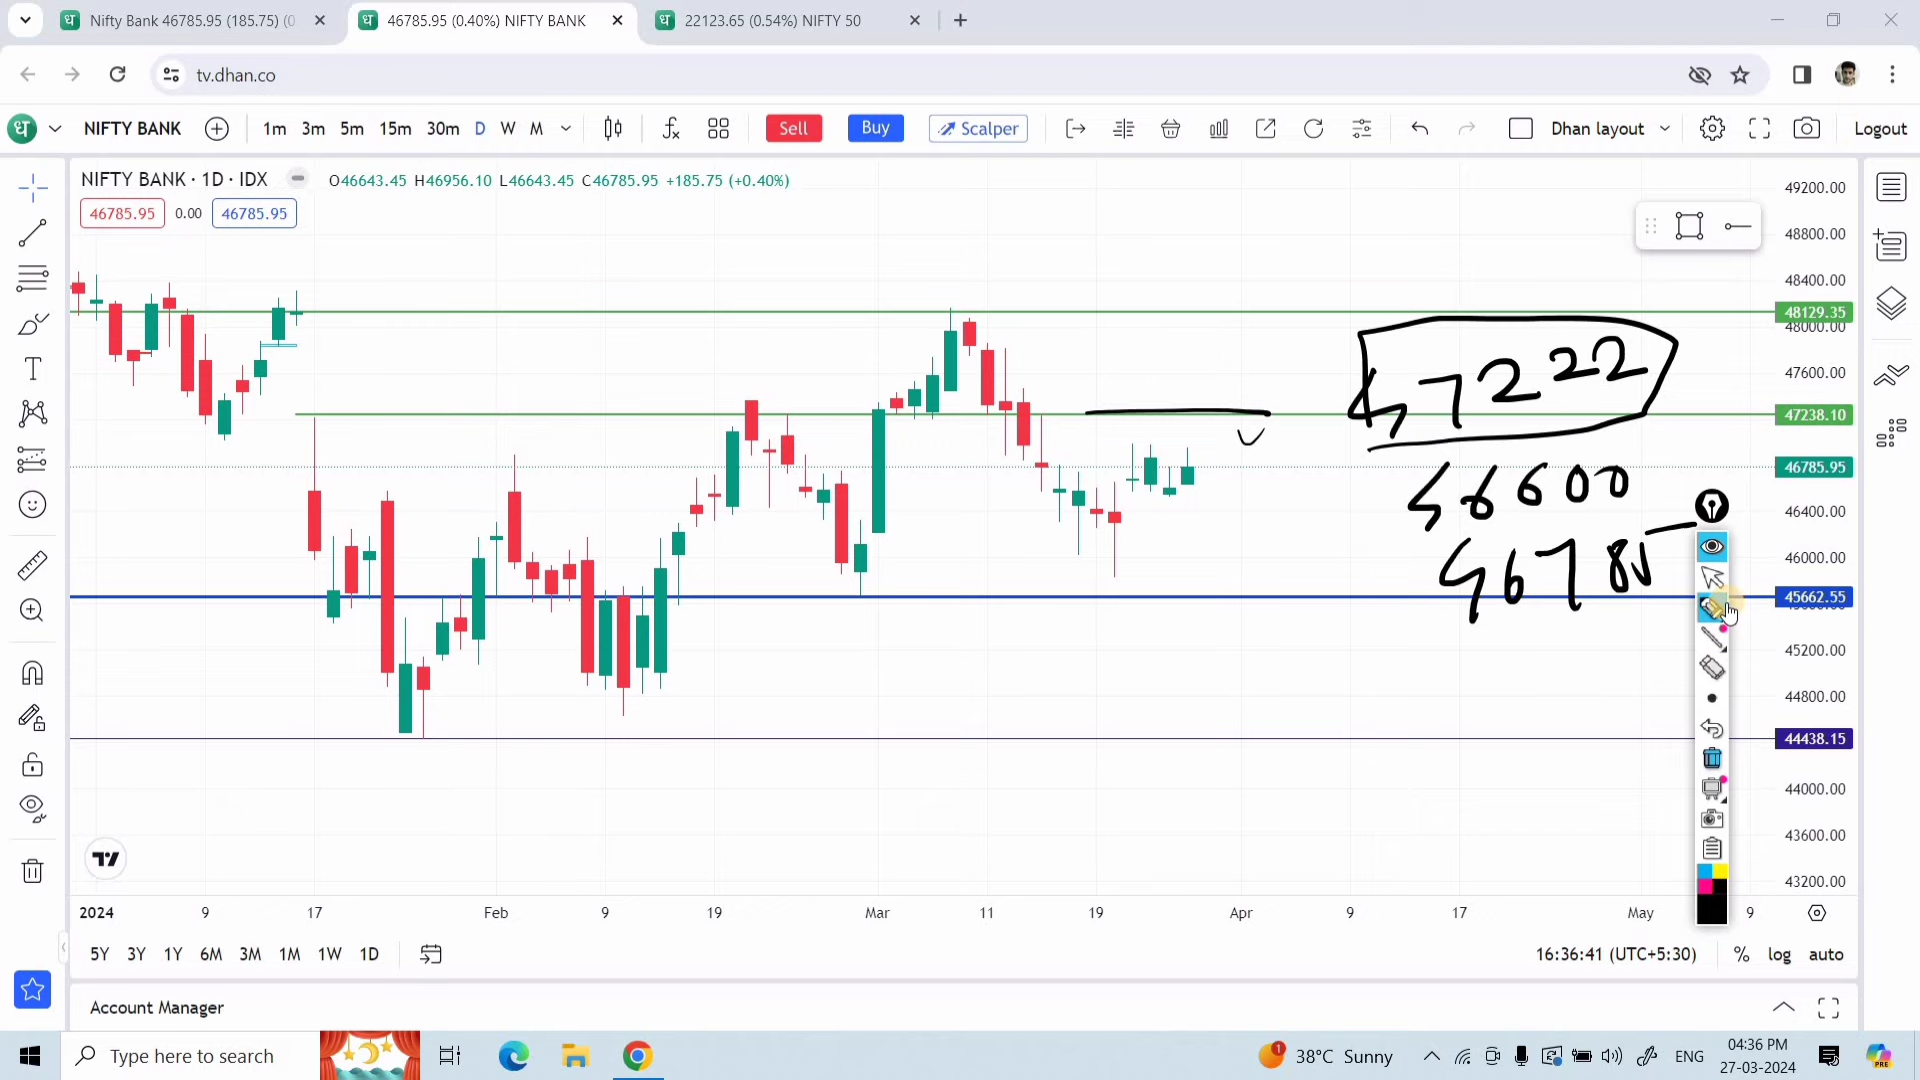 Nifty Bank 46785.95 (185.75) (0
46785.95 (0.40%) NIFTY BANK
22123.65 (0.54%) NIFTY 50
tv.dhan.co
ध NIFTY BANK 1m 3m 5m 15m 30m D W M Sell Buy Scalper Dhan layout Logout
NIFTY BANK · 1D · IDX O46643.45 H46956.10 L46643.45 C46785.95 +185.75 (+0.40%)
46785.95 0.00 46785.95
49200.00
48800.00
48400.00
48129.35
48000.00
47600.00
47238.10
46785.95
46400.00
46000.00
45662.55
45200.00
44800.00
44438.15
44000.00
43600.00
43200.00
47222
46600
46785
2024 9 17 Feb 9 19 Mar 11 19 Apr 9 17 May 9
5Y 3Y 1Y 6M 3M 1M 1W 1D 16:36:41 (UTC+5:30) % log auto
Account Manager
Type here to search
1 38°C Sunny ENG
04:36 PM
27-03-2024
PRE